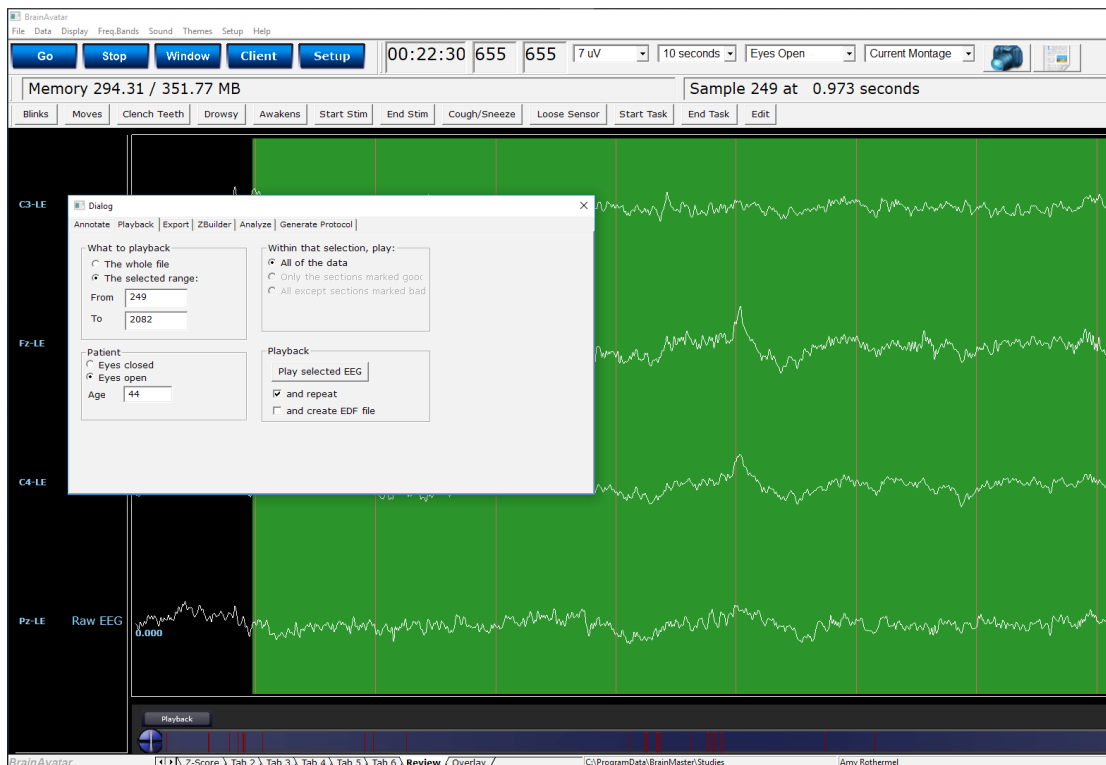 BrainAvatar
File Data Display Freq.Bands Sound Themes Setup Help
Go Stop Window Client Setup 00:22:30 655 655 7 uV 10 seconds Eyes Open Current Montage
Memory 294.31 / 351.77 MB Sample 249 at 0.973 seconds
Blinks Moves Clench Teeth Drowsy Awakens Start Stim End Stim Cough/Sneeze Loose Sensor Start Task End Task Edit
C3-LE
Dialog
Annotate Playback Export ZBuilder Analyze Generate Protocol
What to playback
The whole file
The selected range:
From 249
To 2082
Within that selection, play:
All of the data
Only the sections marked good
All except sections marked bad
Fz-LE
Patient
Eyes closed
Eyes open
Age 44
Playback
Play selected EEG
and repeat
and create EDF file
C4-LE
Pz-LE Raw EEG
0.000
Playback
BrainAvatar Z-Score Tab 2 Tab 3 Tab 4 Tab 5 Tab 6 Review Overlay C:\ProgramData\BrainMaster\Studies Amy Rothermel